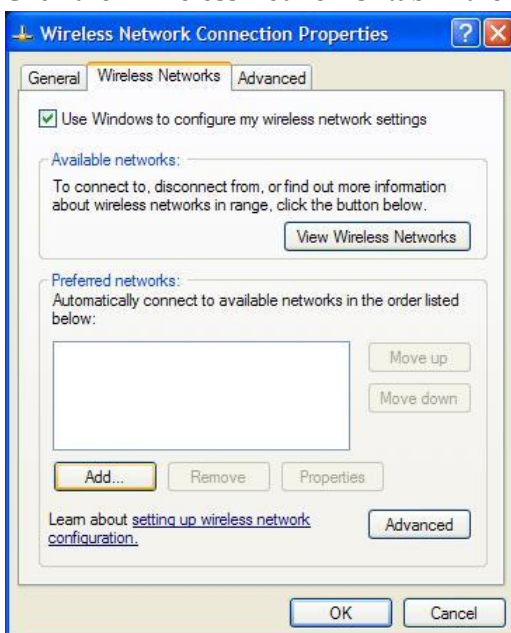 Wireless Network Connection Properties
General Wireless Networks Advanced
Use Windows to configure my wireless network settings
Available networks:
To connect to, disconnect from, or find out more information
about wireless networks in range, click the button below.
View Wireless Networks
Preferred networks:
Automatically connect to available networks in the order listed
below:
Move up
Move down
Add... Remove Properties
Learn about setting up wireless network
configuration.
Advanced
OK Cancel